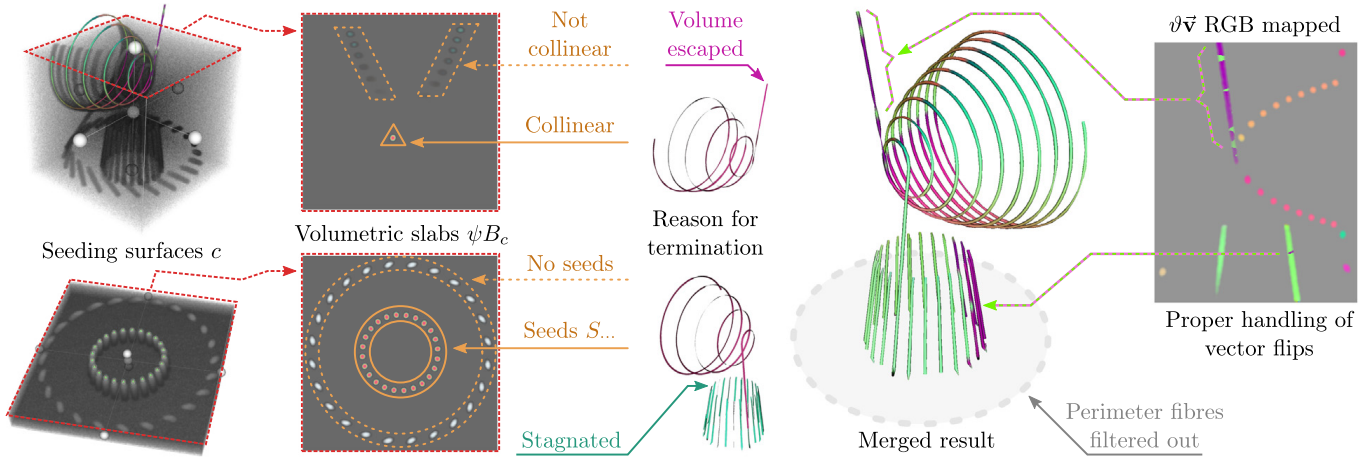 Seeding surfaces c
Not
collinear
Collinear
Volumetric slabs ψB_c
No seeds
Seeds S...
Volume
escaped
Reason for
termination
Stagnated
Merged result
Perimeter fibres
filtered out
ϑv⃗ RGB mapped
Proper handling of
vector flips